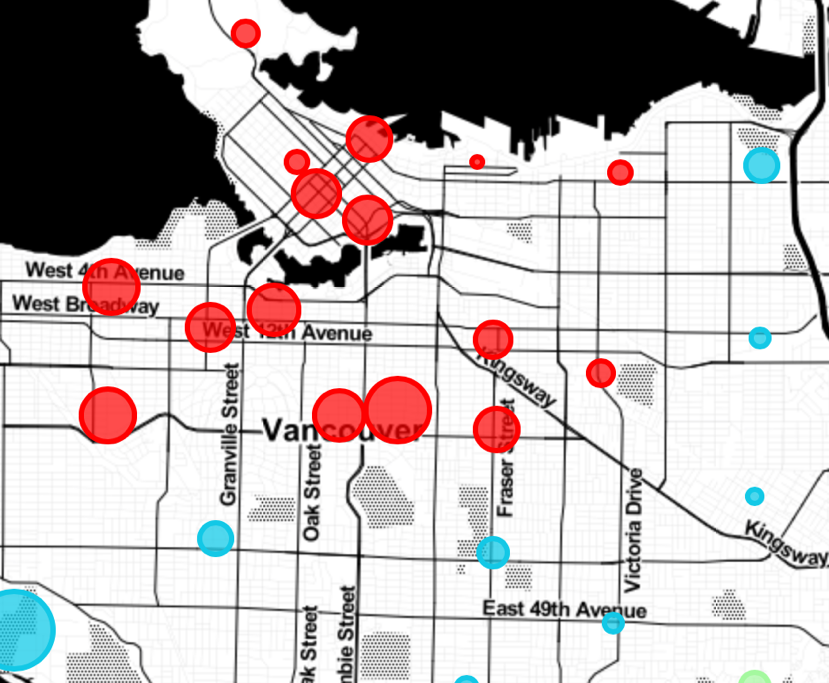 West 4th Avenue
West Broadway
West 12th Avenue
Kingsway
Granville Street
Vancouver
Fraser Street
Oak Street
Victoria Drive
Kingsway
East 49th Avenue
ak Street
nbie Street